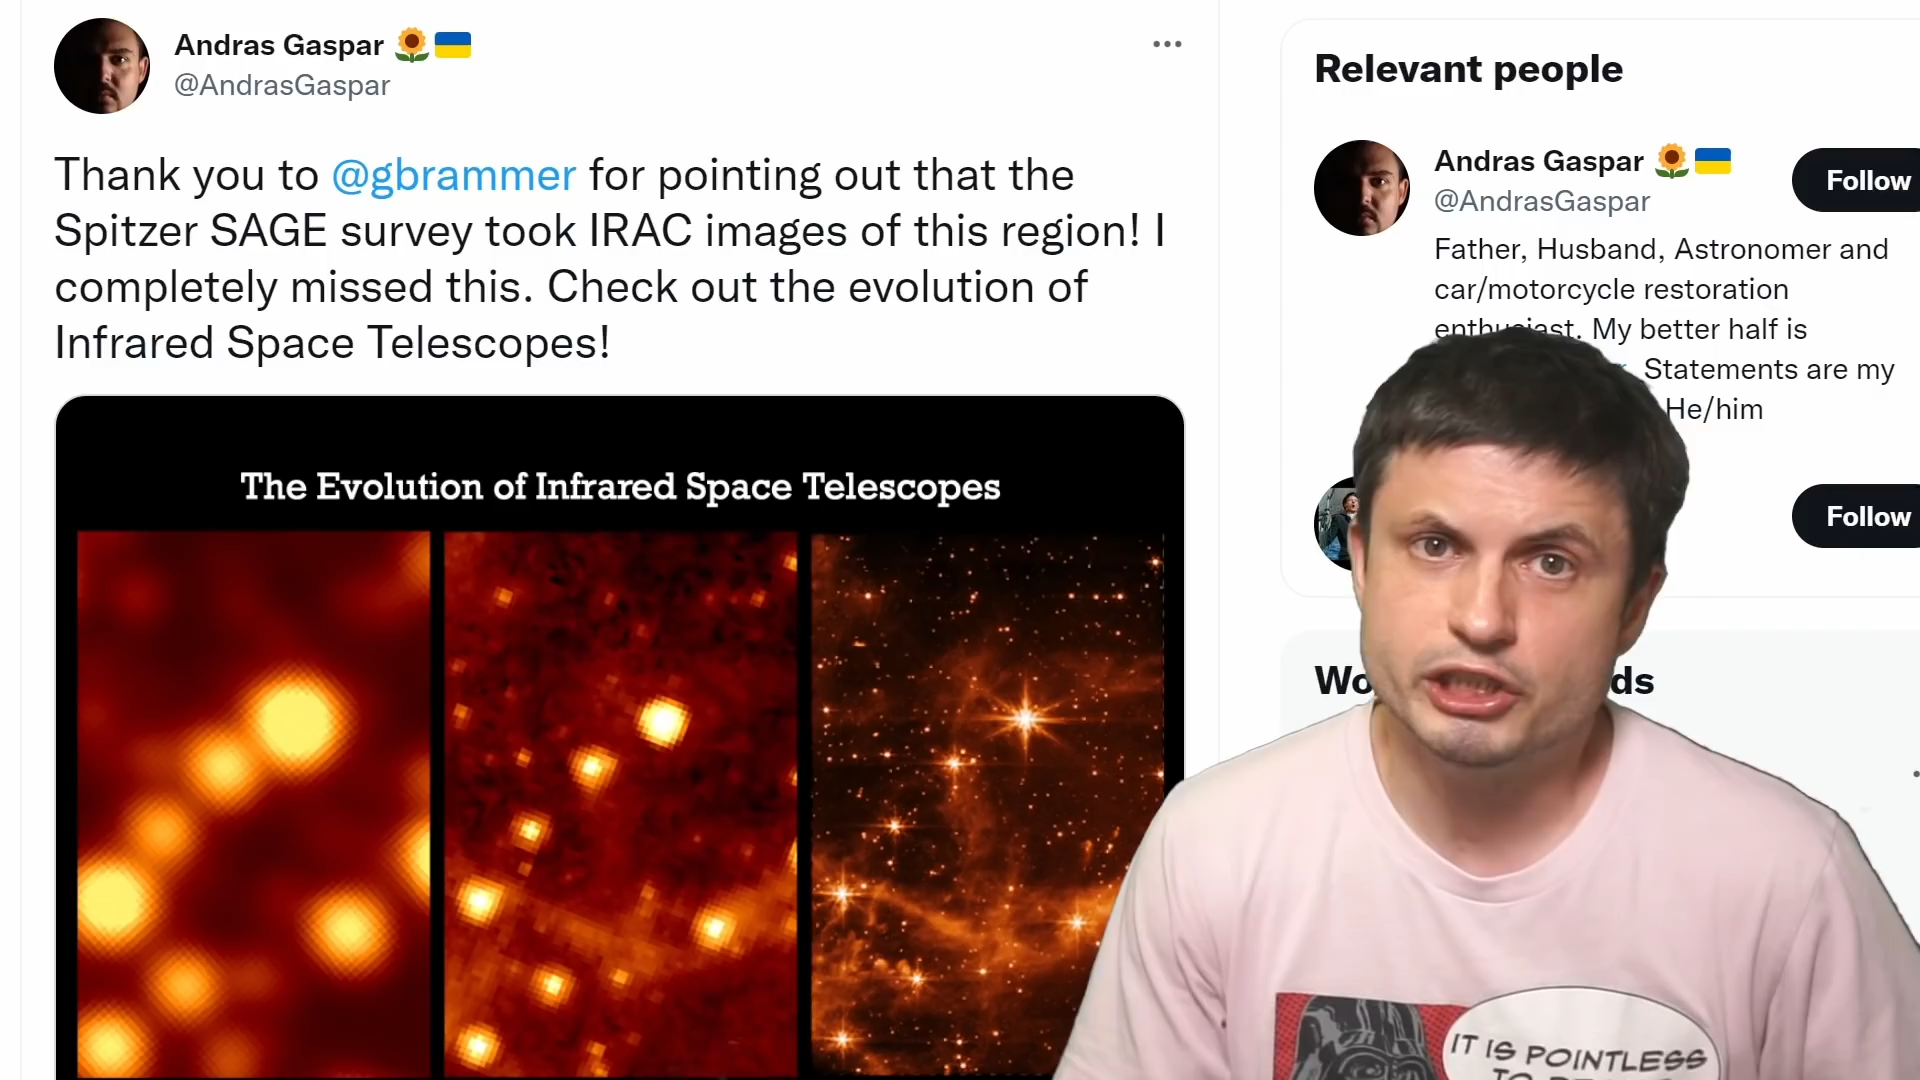 Andras Gaspar
@AndrasGaspar
Thank you to @gbrammer for pointing out that the
Spitzer SAGE survey took IRAC images of this region! I
completely missed this. Check out the evolution of
Infrared Space Telescopes!
The Evolution of Infrared Space Telescopes
Relevant people
Andras Gaspar
@AndrasGaspar
Follow
Father, Husband, Astronomer and
car/motorcycle restoration
enthusiast. My better half is
Statements are my
He/him
Follow
IT IS POINTLESS